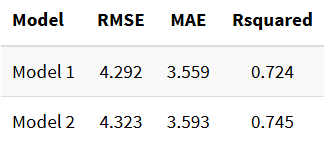 Model RMSE MAE Rsquared
Model 1 4.292 3.559 0.724
Model 2 4.323 3.593 0.745